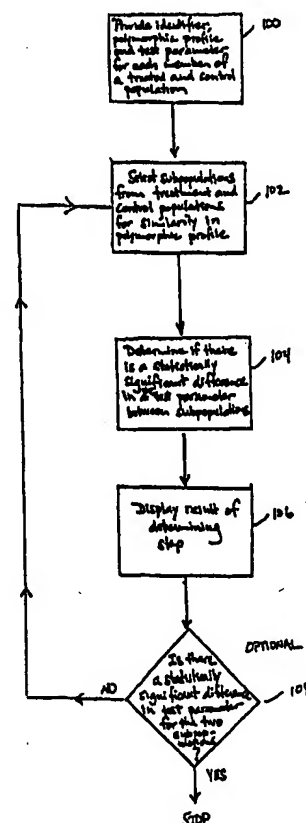 Provide identifier,
polymorphic profile
and test parameter
for each member of
a treated and control
population
100
Select subpopulations
from treatment and
control populations
for similarity in
polymorphic profile
102
Determine if there
is a statistically
significant difference
in a test parameter
between subpopulations
104
Display result of
determining
step
106
OPTIONAL
Is there
a statistically
significant difference
in test parameter
for the two
subpop-
ulations
?
NO
YES
STOP